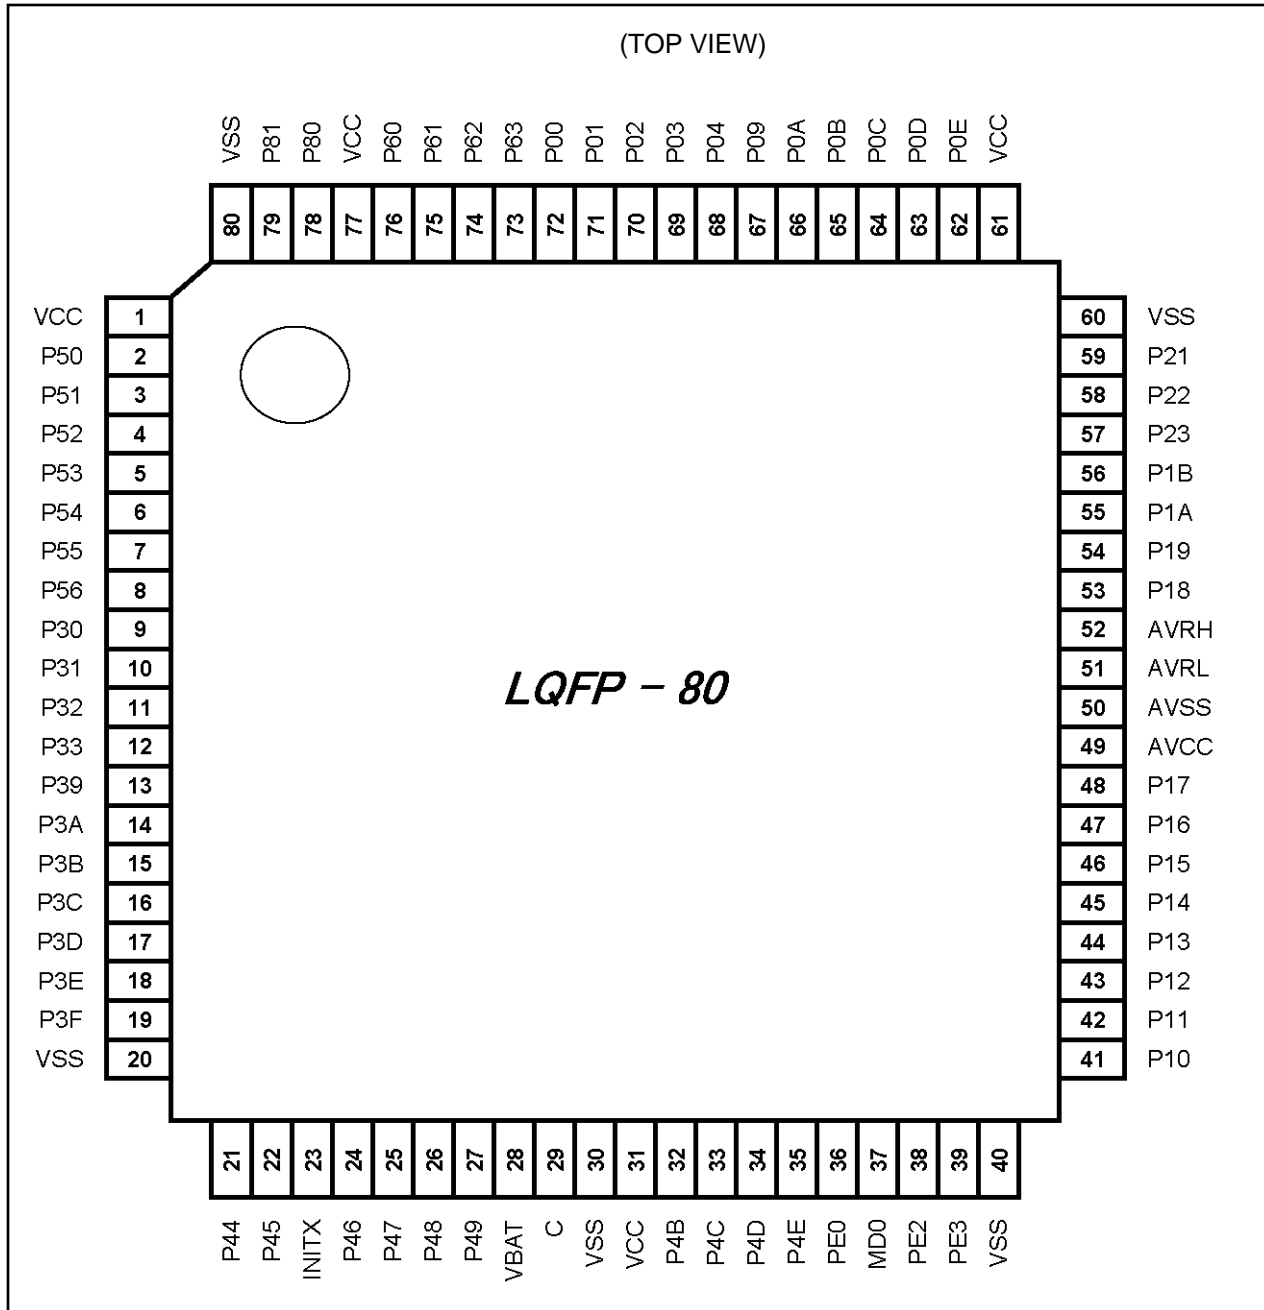 (TOP VIEW)
VSS P81 P80 VCC P60 P61 P62 P63 P00 P01 P02 P03 P04 P09 P0A P0B P0C P0D P0E VCC
80 79 78 77 76 75 74 73 72 71 70 69 68 67 66 65 64 63 62 61
VCC 1 60 VSS
P50 2 59 P21
P51 3 58 P22
P52 4 57 P23
P53 5 56 P1B
P54 6 55 P1A
P55 7 54 P19
P56 8 53 P18
P30 9 52 AVRH
P31 10 51 AVRL
LQFP - 80
P32 11 50 AVSS
P33 12 49 AVCC
P39 13 48 P17
P3A 14 47 P16
P3B 15 46 P15
P3C 16 45 P14
P3D 17 44 P13
P3E 18 43 P12
P3F 19 42 P11
VSS 20 41 P10
21 22 23 24 25 26 27 28 29 30 31 32 33 34 35 36 37 38 39 40
P44 P45 INITX P46 P47 P48 P49 VBAT C VSS VCC P4B P4C P4D P4E PE0 MD0 PE2 PE3 VSS